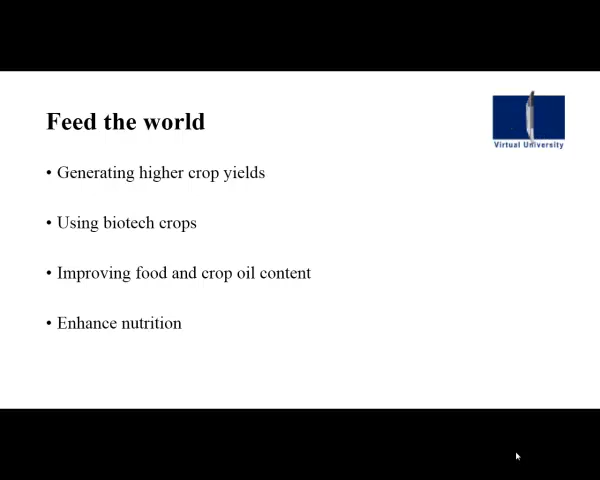 Feed the world
Virtual University
• Generating higher crop yields
• Using biotech crops
• Improving food and crop oil content
• Enhance nutrition